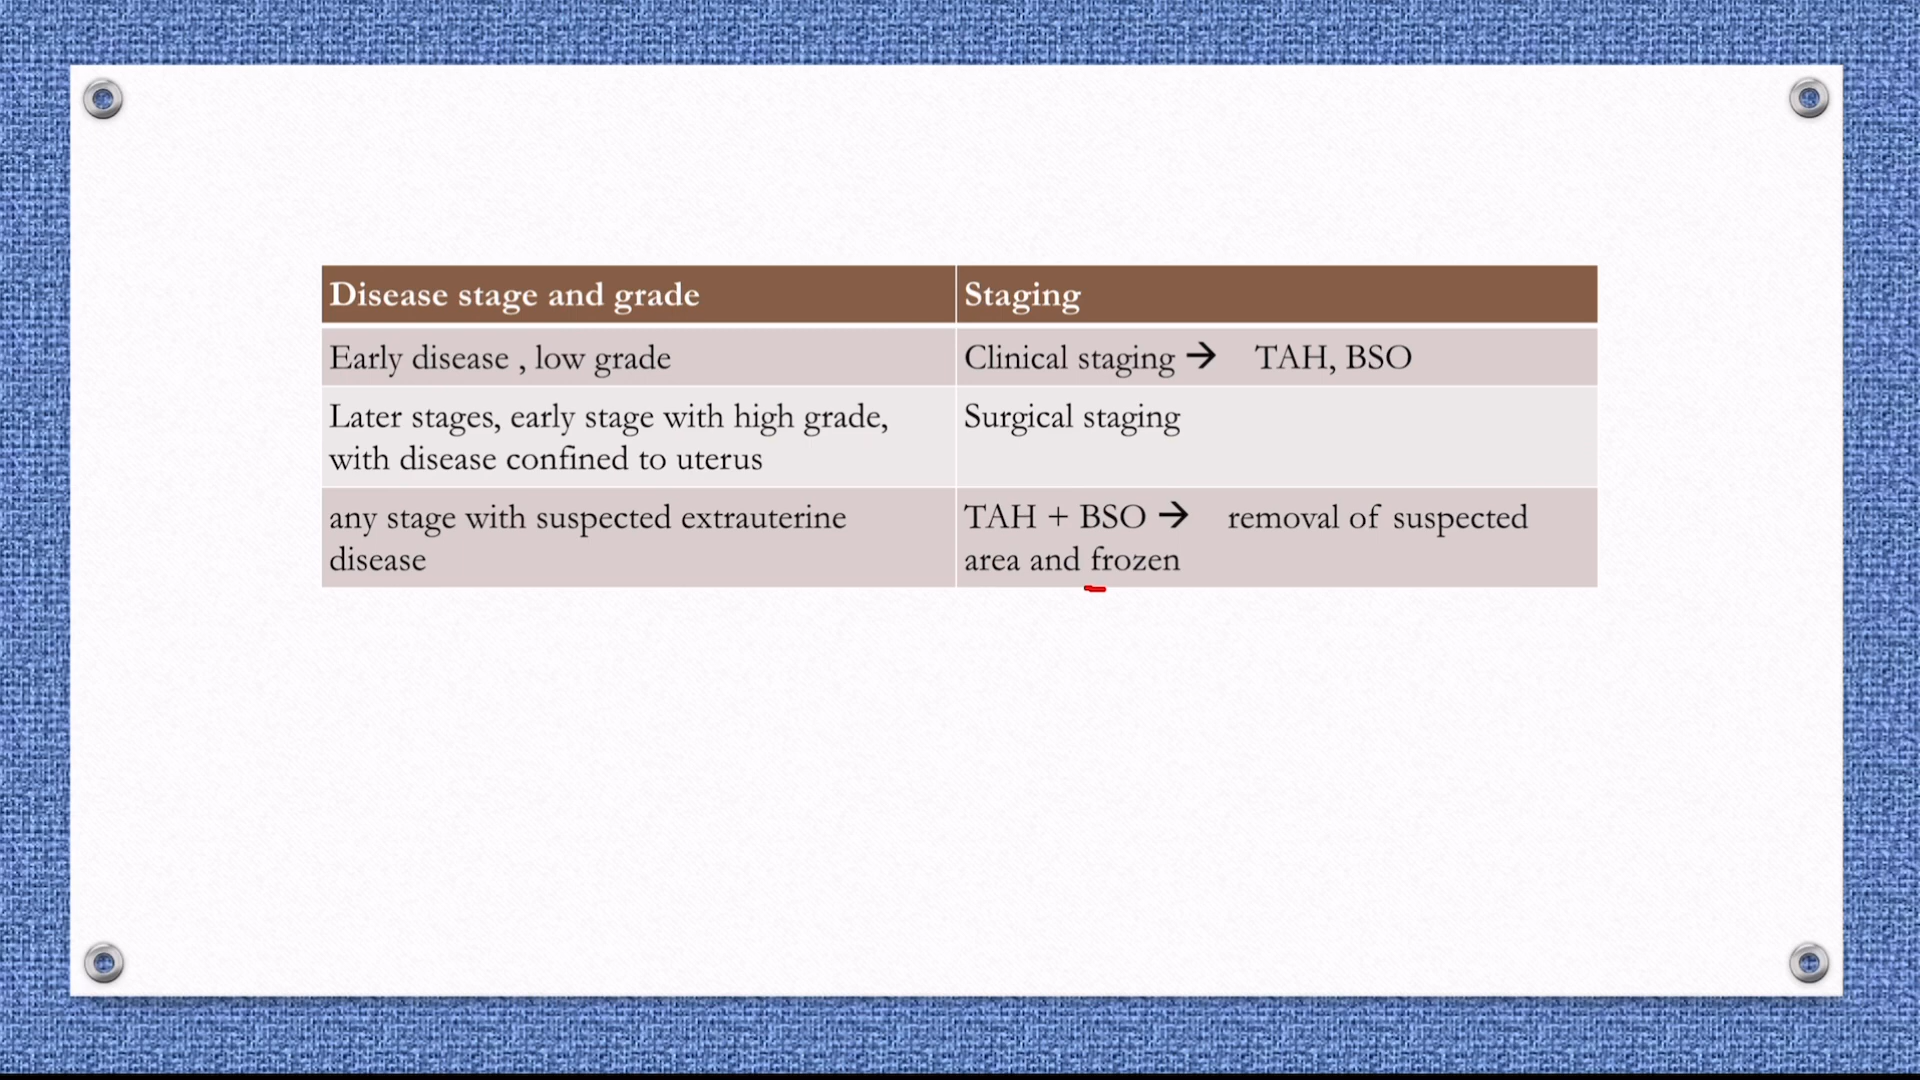 Disease stage and grade
Staging
Early disease , low grade
Clinical staging → TAH, BSO
Later stages, early stage with high grade,
with disease confined to uterus
Surgical staging
any stage with suspected extrauterine
disease
TAH + BSO → removal of suspected
area and frozen